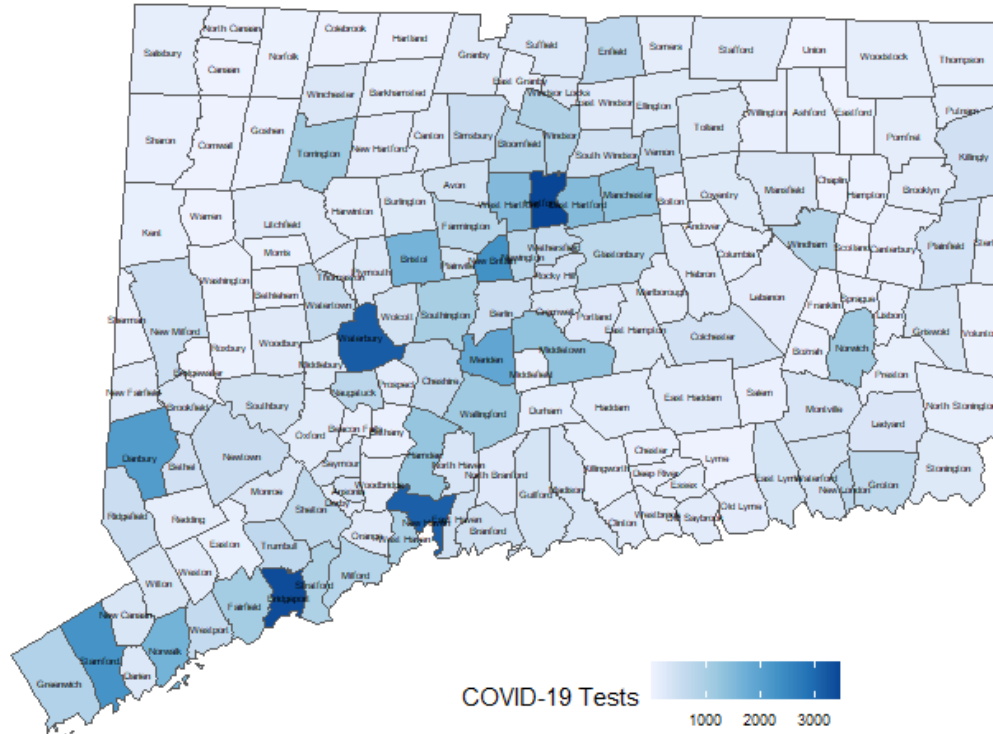 North Canaan
Colebrook
Hartland
Suffield
Enfield
Somers
Stafford
Union
Woodstock
Thompson
Salisbury
Canaan
Norfolk
Granby
East Granby
Windsor Locks
East Windsor
Ellington
Winchester
Barkhamsted
Willington
Ashford
Eastford
Putnam
Sharon
Cornwall
Goshen
Torrington
New Hartford
Canton
Simsbury
Bloomfield
Windsor
South Windsor
Vernon
Tolland
Pomfret
Killingly
Avon
West Hartford
Hartford
East Hartford
Manchester
Bolton
Coventry
Mansfield
Chaplin
Hampton
Brooklyn
Kent
Warren
Litchfield
Harwinton
Burlington
Farmington
Andover
Columbia
Windham
Scotland
Canterbury
Plainfield
Sterl
Morris
Washington
Bethlehem
Thomaston
Plymouth
Bristol
Plainville
New Britain
Newington
Wethersfield
Rocky Hill
Glastonbury
Hebron
Marlborough
Lebanon
Franklin
Sprague
Lisbon
Sherman
New Milford
Roxbury
Woodbury
Watertown
Waterbury
Wolcott
Southington
Berlin
Cromwell
Portland
East Hampton
Colchester
Bozrah
Norwich
Griswold
Volunto
Bridgewater
Middlebury
Naugatuck
Prospect
Cheshire
Meriden
Middletown
Middlefield
Preston
New Fairfield
Brookfield
Southbury
Oxford
Beacon Falls
Bethany
Wallingford
Durham
Haddam
East Haddam
Salem
Montville
Ledyard
North Stonington
Danbury
Bethel
Newtown
Seymour
Woodbridge
Hamden
North Haven
North Branford
Guilford
Madison
Killingworth
Chester
Deep River
Essex
Lyme
East Lyme
Waterford
New London
Groton
Stonington
Ridgefield
Redding
Monroe
Shelton
Ansonia
Derby
Orange
New Haven
East Haven
West Haven
Branford
Clinton
Westbrook
Old Saybrook
Old Lyme
Easton
Trumbull
Milford
Wilton
Weston
Fairfield
Bridgeport
Stratford
New Canaan
Norwalk
Westport
Greenwich
Stamford
Darien
COVID-19 Tests
1000 2000 3000